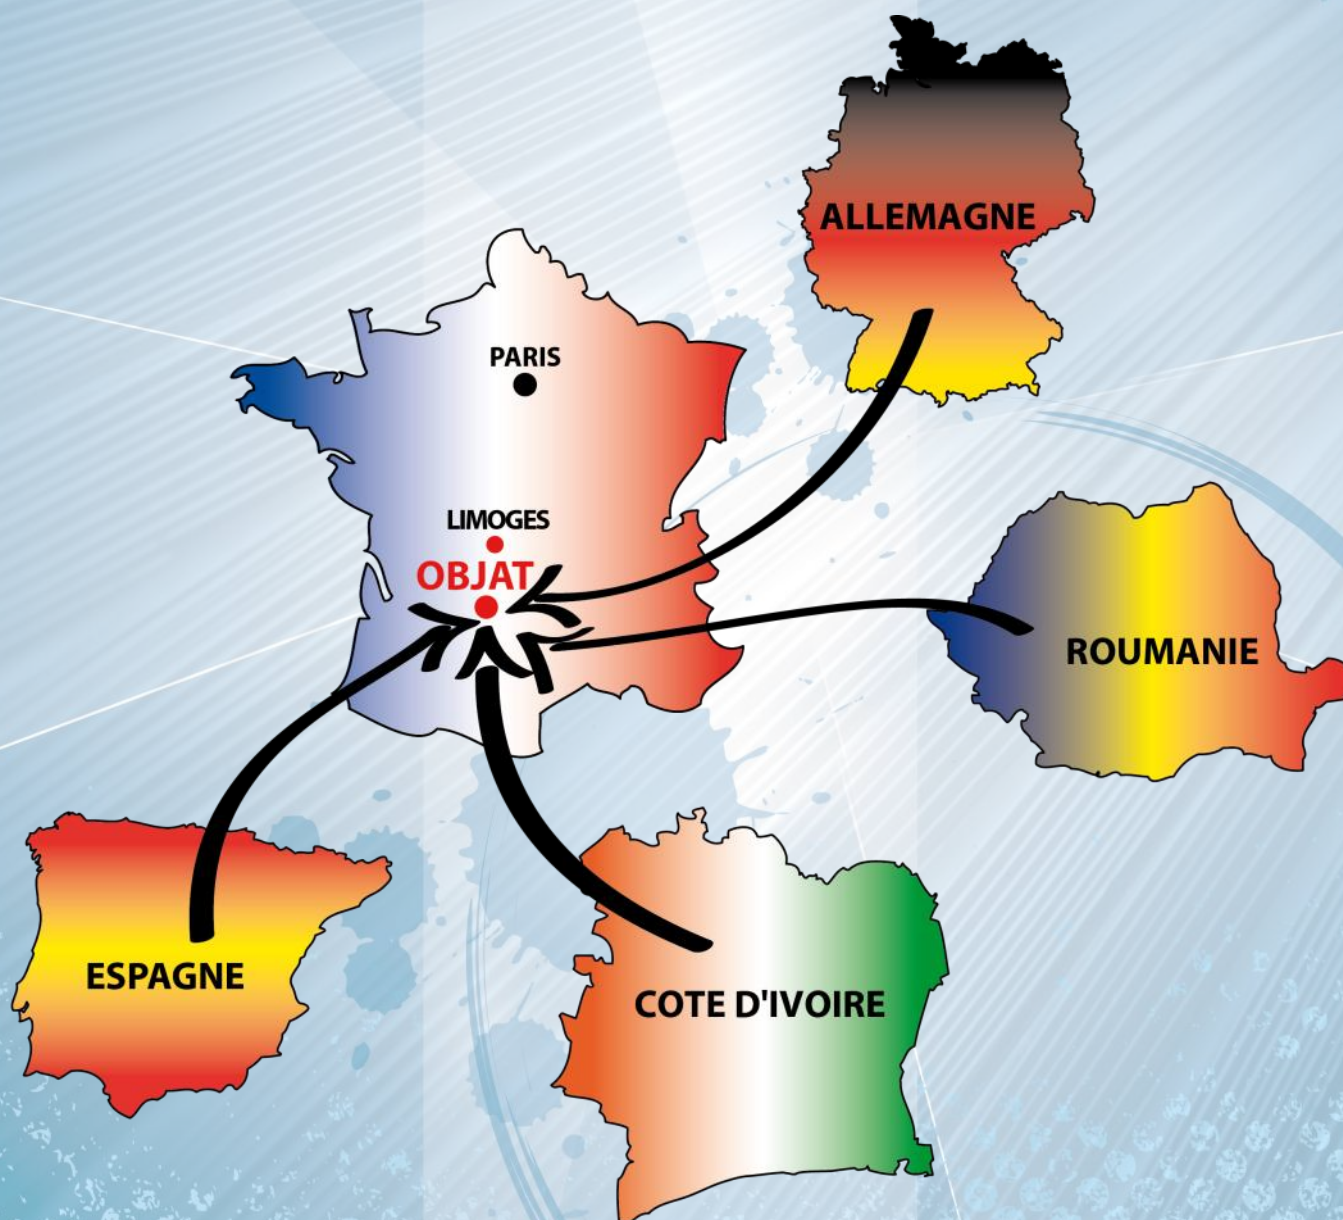 ALLEMAGNE
PARIS
LIMOGES
OBJAT
ROUMANIE
ESPAGNE
COTE D'IVOIRE